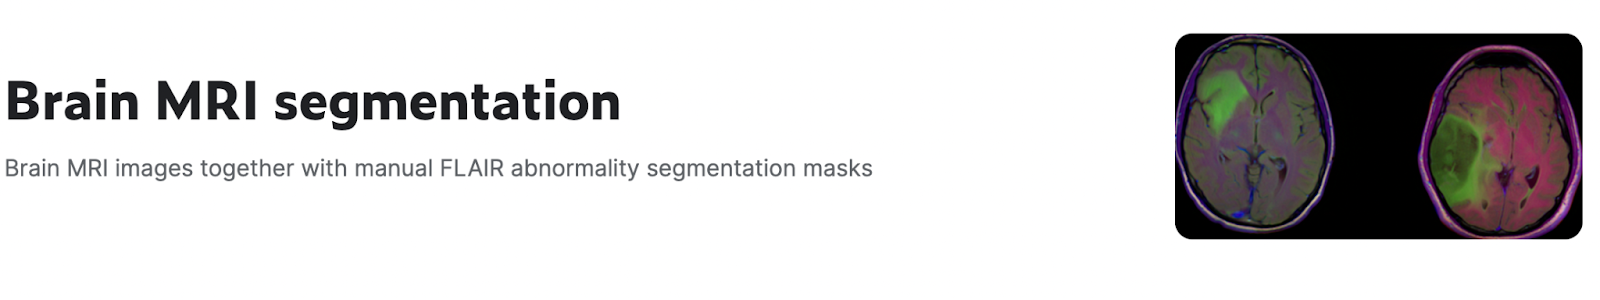 Brain MRI segmentation
Brain MRI images together with manual FLAIR abnormality segmentation masks